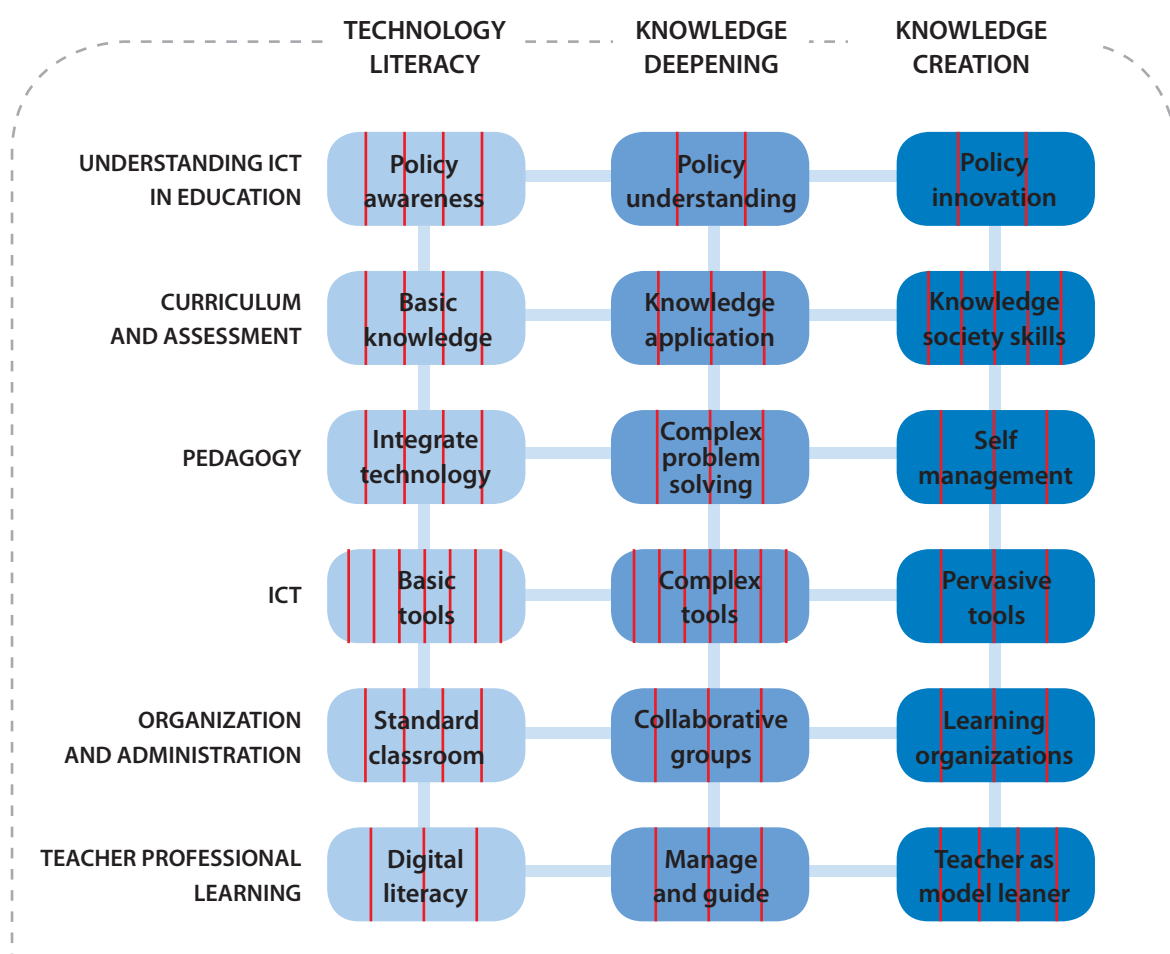 TECHNOLOGY
LITERACY
KNOWLEDGE
DEEPENING
KNOWLEDGE
CREATION
UNDERSTANDING ICT
IN EDUCATION
Policy
awareness
Policy
understanding
Policy
innovation
CURRICULUM
AND ASSESSMENT
Basic
knowledge
Knowledge
application
Knowledge
society skills
PEDAGOGY
Integrate
technology
Complex
problem
solving
Self
management
ICT
Basic
tools
Complex
tools
Pervasive
tools
ORGANIZATION
AND ADMINISTRATION
Standard
classroom
Collaborative
groups
Learning
organizations
TEACHER PROFESSIONAL
LEARNING
Digital
literacy
Manage
and guide
Teacher as
model leaner